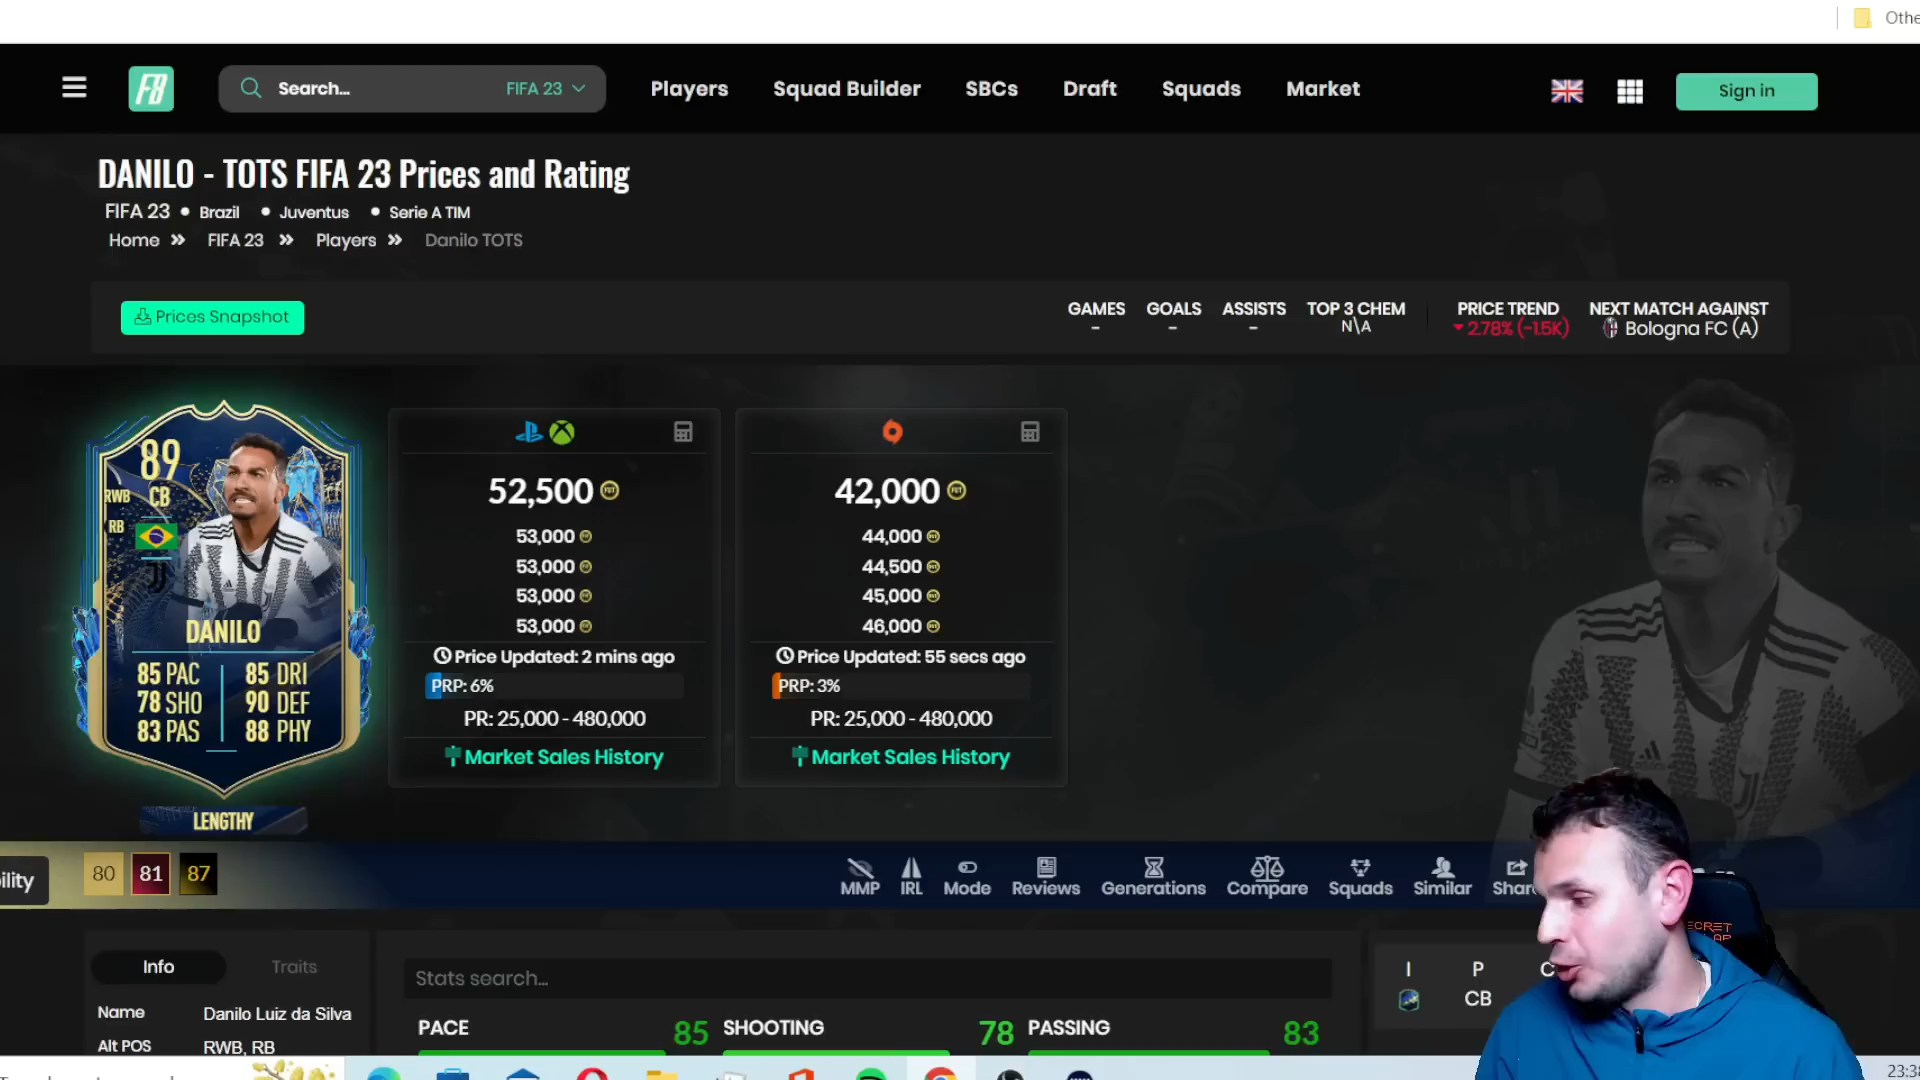 Othe
F8
Search...
FIFA 23
Players
Squad Builder
SBCs
Draft
Squads
Market
Sign in
DANILO - TOTS FIFA 23 Prices and Rating
FIFA 23 • Brazil • Juventus • Serie A TIM
Home » FIFA 23 » Players » Danilo TOTS
Prices Snapshot
GAMES
-
GOALS
-
ASSISTS
-
TOP 3 CHEM
N\A
PRICE TREND
2.78% (-1.5K)
NEXT MATCH AGAINST
Bologna FC (A)
89
CB
RWB
RB
DANILO
85 PAC
85 DRI
78 SHO
90 DEF
83 PAS
88 PHY
LENGTHY
52,500
53,000
53,000
53,000
53,000
Price Updated: 2 mins ago
PRP: 6%
PR: 25,000 - 480,000
Market Sales History
42,000
44,000
44,500
45,000
46,000
Price Updated: 55 secs ago
PRP: 3%
PR: 25,000 - 480,000
Market Sales History
ility
80
81
87
MMP
IRL
Mode
Reviews
Generations
Compare
Squads
Similar
Shar
Info
Traits
Name
Danilo Luiz da Silva
Alt POS
RWB, RB
Stats search...
PACE
85
SHOOTING
78
PASSING
83
I
P
C
CB
ECRET
LAB
23:38